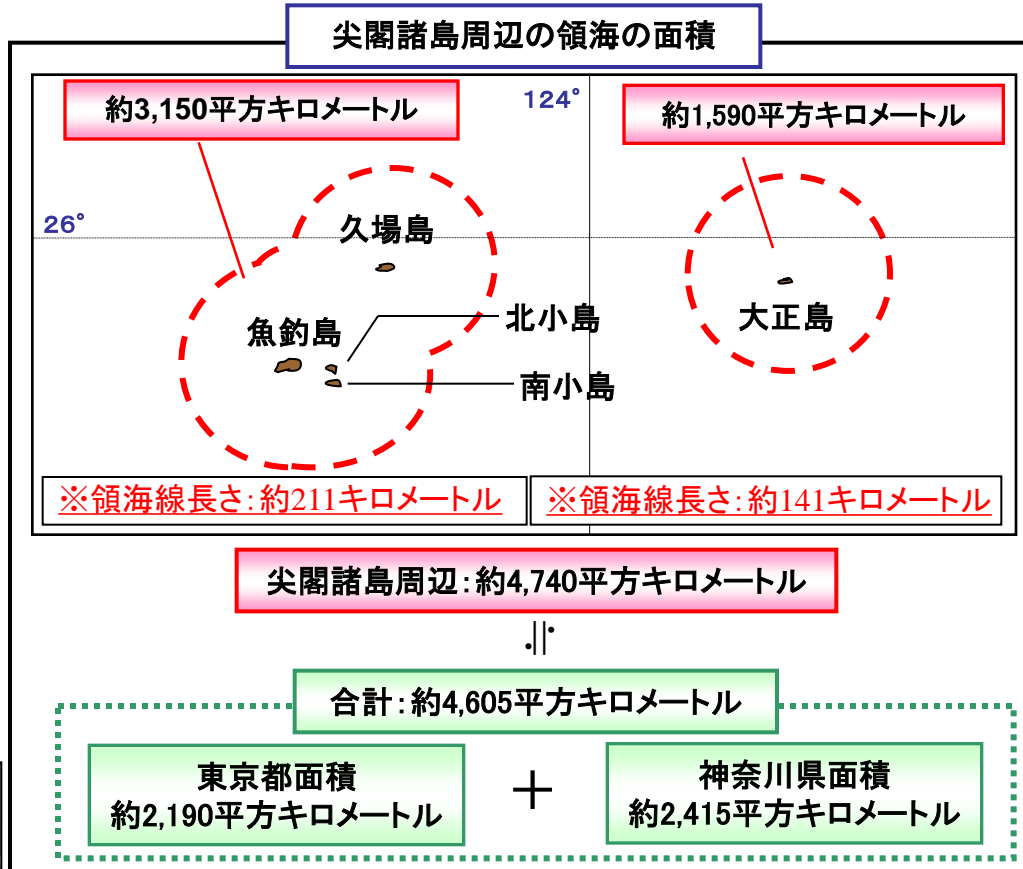 尖閣諸島周辺の領海の面積
約3,150平方キロメートル
124°
約1,590平方キロメートル
26°
久場島
魚釣島
北小島
南小島
大正島
※領海線長さ:約211キロメートル
※領海線長さ:約141キロメートル
尖閣諸島周辺:約4,740平方キロメートル
≒
合計:約4,605平方キロメートル
東京都面積
約2,190平方キロメートル
＋
神奈川県面積
約2,415平方キロメートル